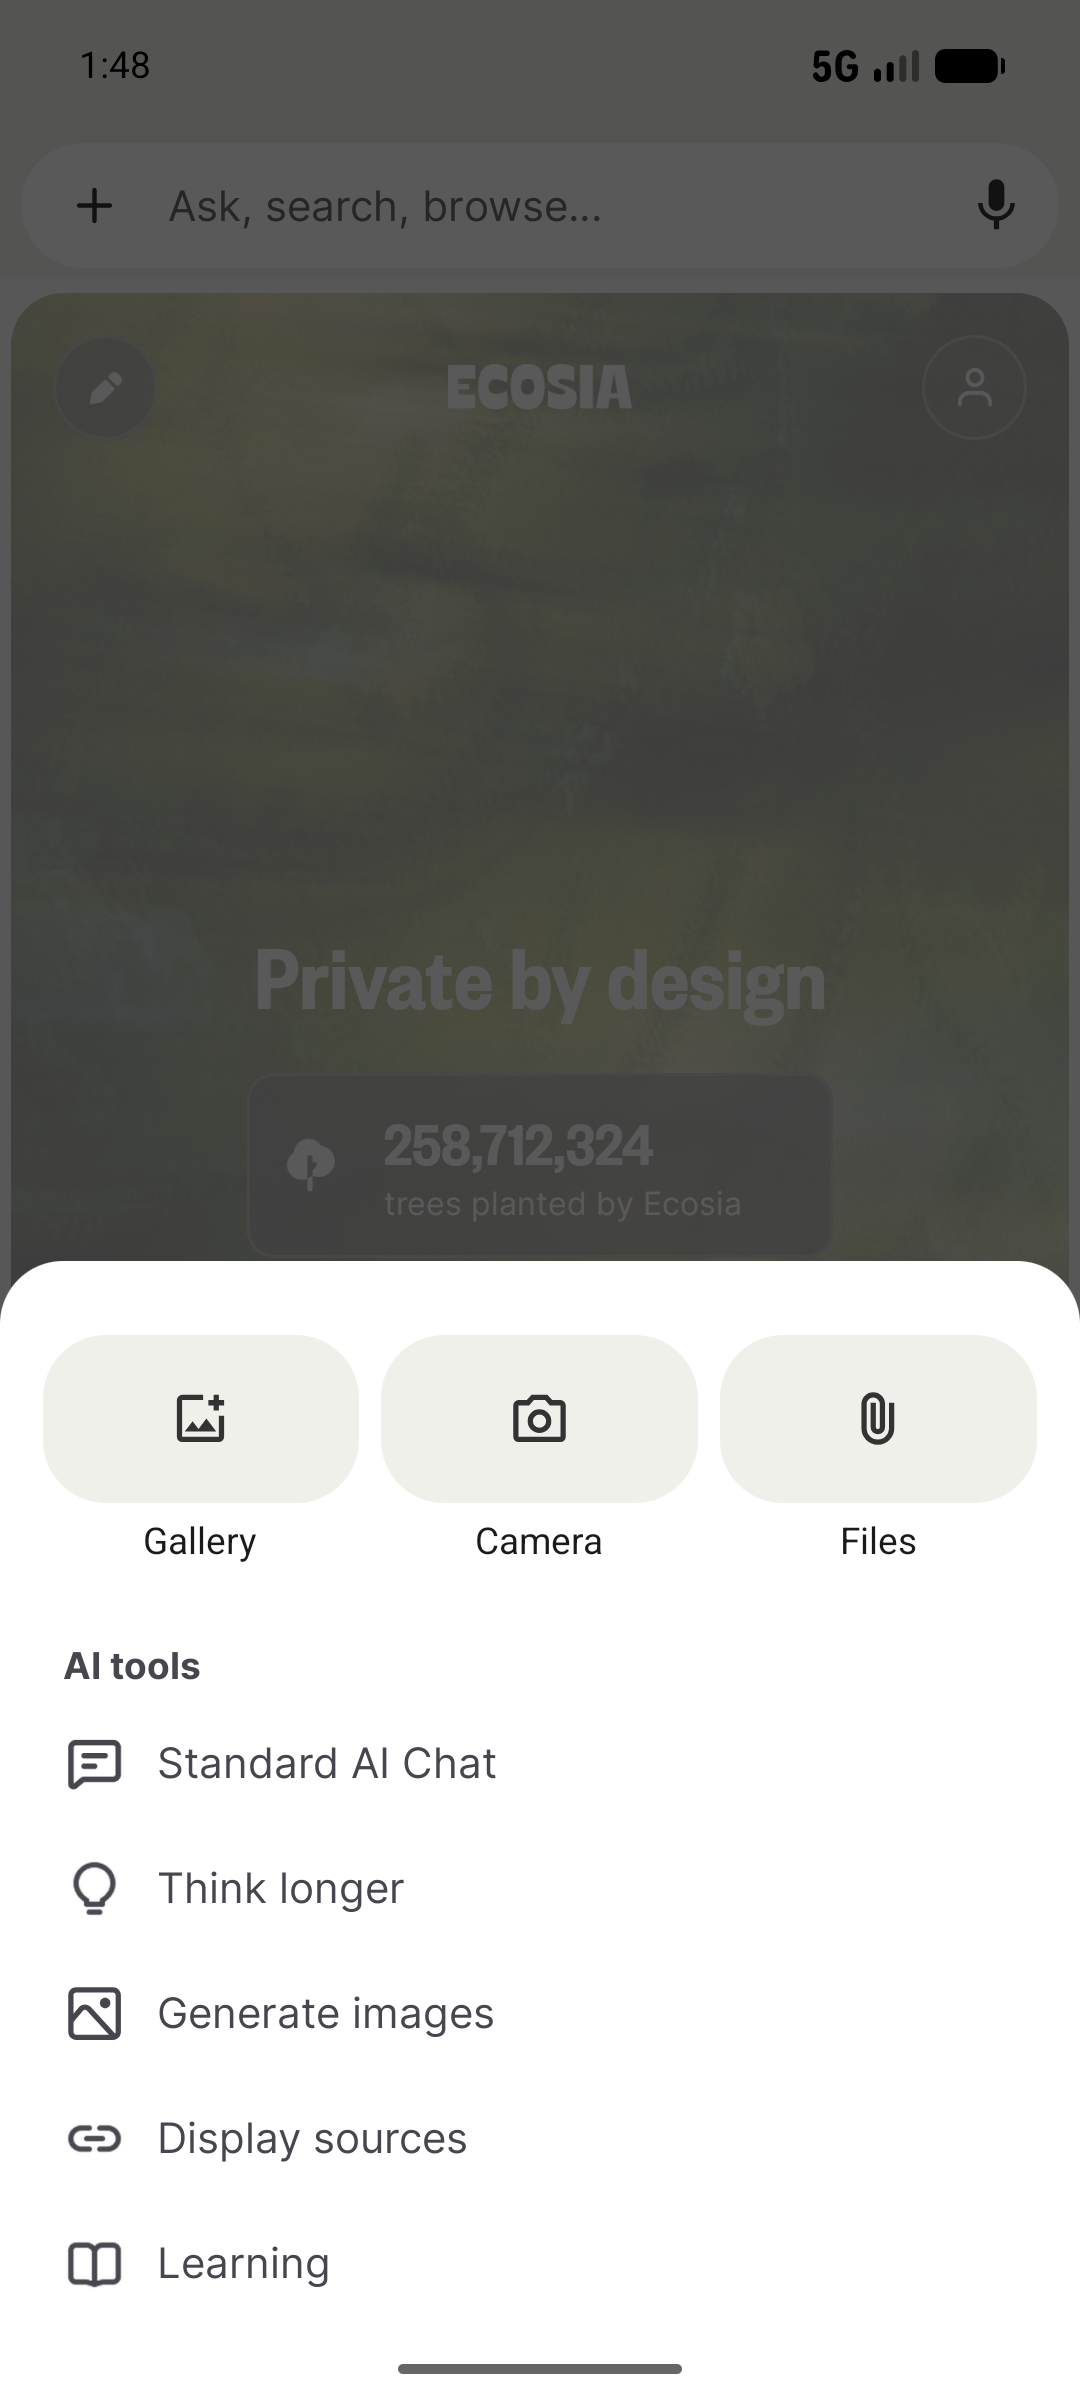 1:48
5G
Ask, search, browse...
ECOSIA
Private by design
258,712,324
trees planted by Ecosia
Gallery
Camera
Files
AI tools
Standard AI Chat
Think longer
Generate images
Display sources
Learning